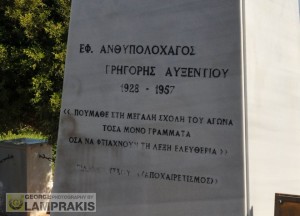 ΕΦ. ΑΝΘΥΠΟΛΟΧΑΓΟΣ
ΓΡΗΓΟΡΗΣ ΑΥΞΕΝΤΙΟΥ
1928 - 1957
«ΠΟΥΜΑΘΕ ΣΤΗ ΜΕΓΑΛΗ ΣΧΟΛΗ ΤΟΥ ΑΓΩΝΑ
ΤΟΣΑ ΜΟΝΟ ΓΡΑΜΜΑΤΑ
ΟΣΑ ΝΑ ΦΤΙΑΧΝΟΥΝ ΤΗ ΛΕΞΗ ΕΛΕΥΘΕΡΙΑ»
ΑΠΟΧΑΙΡΕΤΙΣΜΟΣ»
LAMPRAKIS